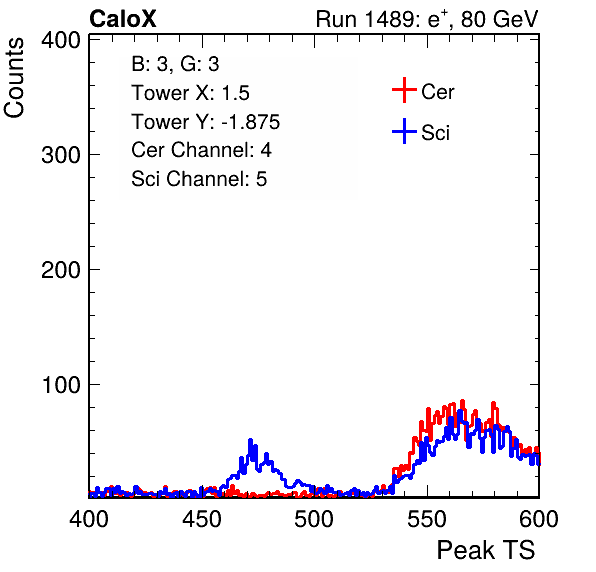 CaloX Run 1489: e+, 80 GeV
Counts
400
300
200
100
B: 3, G: 3
Tower X: 1.5
Tower Y: -1.875
Cer Channel: 4
Sci Channel: 5
Cer
Sci
400 450 500 550 600
Peak TS